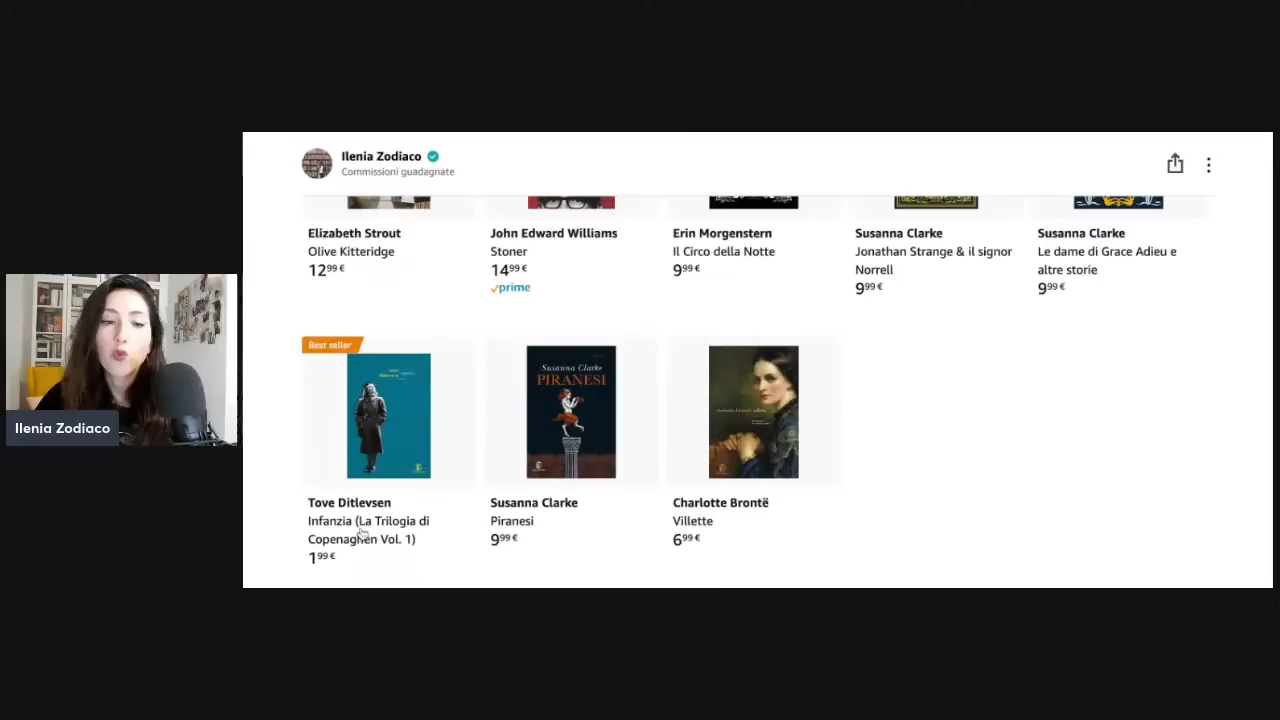 Ilenia Zodiaco
Commissioni guadagnate
Elizabeth Strout
Olive Kitteridge
12,99 €
John Edward Williams
Stoner
14,99 €
prime
Erin Morgenstern
Il Circo della Notte
9,99 €
Susanna Clarke
Jonathan Strange & il signor
Norrell
9,99 €
Susanna Clarke
Le dame di Grace Adieu e
altre storie
9,99 €
Best seller
Tove Ditlevsen
Infanzia (La Trilogia di
Copenaghen Vol. 1)
1,99 €
Susanna Clarke
PIRANESI
Susanna Clarke
Piranesi
9,99 €
Charlotte Brontë
Villette
6,99 €
Ilenia Zodiaco